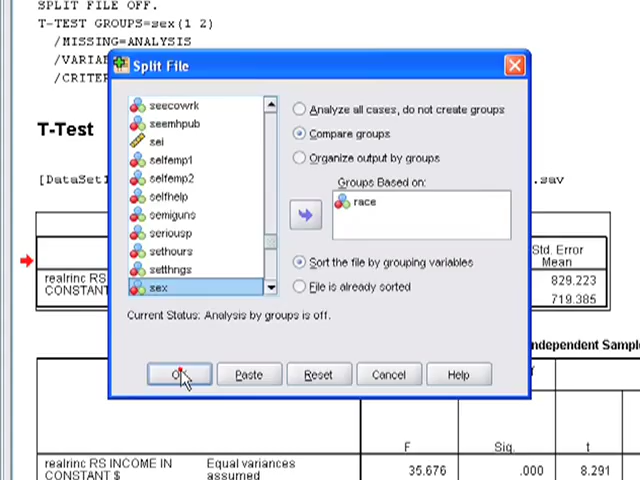 SPLIT FILE OFF.
T-TEST GROUPS=sex(1 2)
/MISSING=ANALYSIS
/VARIA
/CRITER
Split File
T-Test
[DataSet1
.sav
seecowrk
seemhpub
sei
selfemp1
selfemp2
selfhelp
semiguns
seriousp
sethours
setthngs
sex
Analyze all cases, do not create groups
Compare groups
Organize output by groups
Groups Based on:
race
Sort the file by grouping variables
File is already sorted
Current Status: Analysis by groups is off.
OK
Paste
Reset
Cancel
Help
Std. Error
Mean
realrinc RS
CONSTANT
829.223
719.385
Independent Sampl
F
Sig.
t
realrinc RS INCOME IN
CONSTANT $
Equal variances
assumed
35.676
.000
8.291